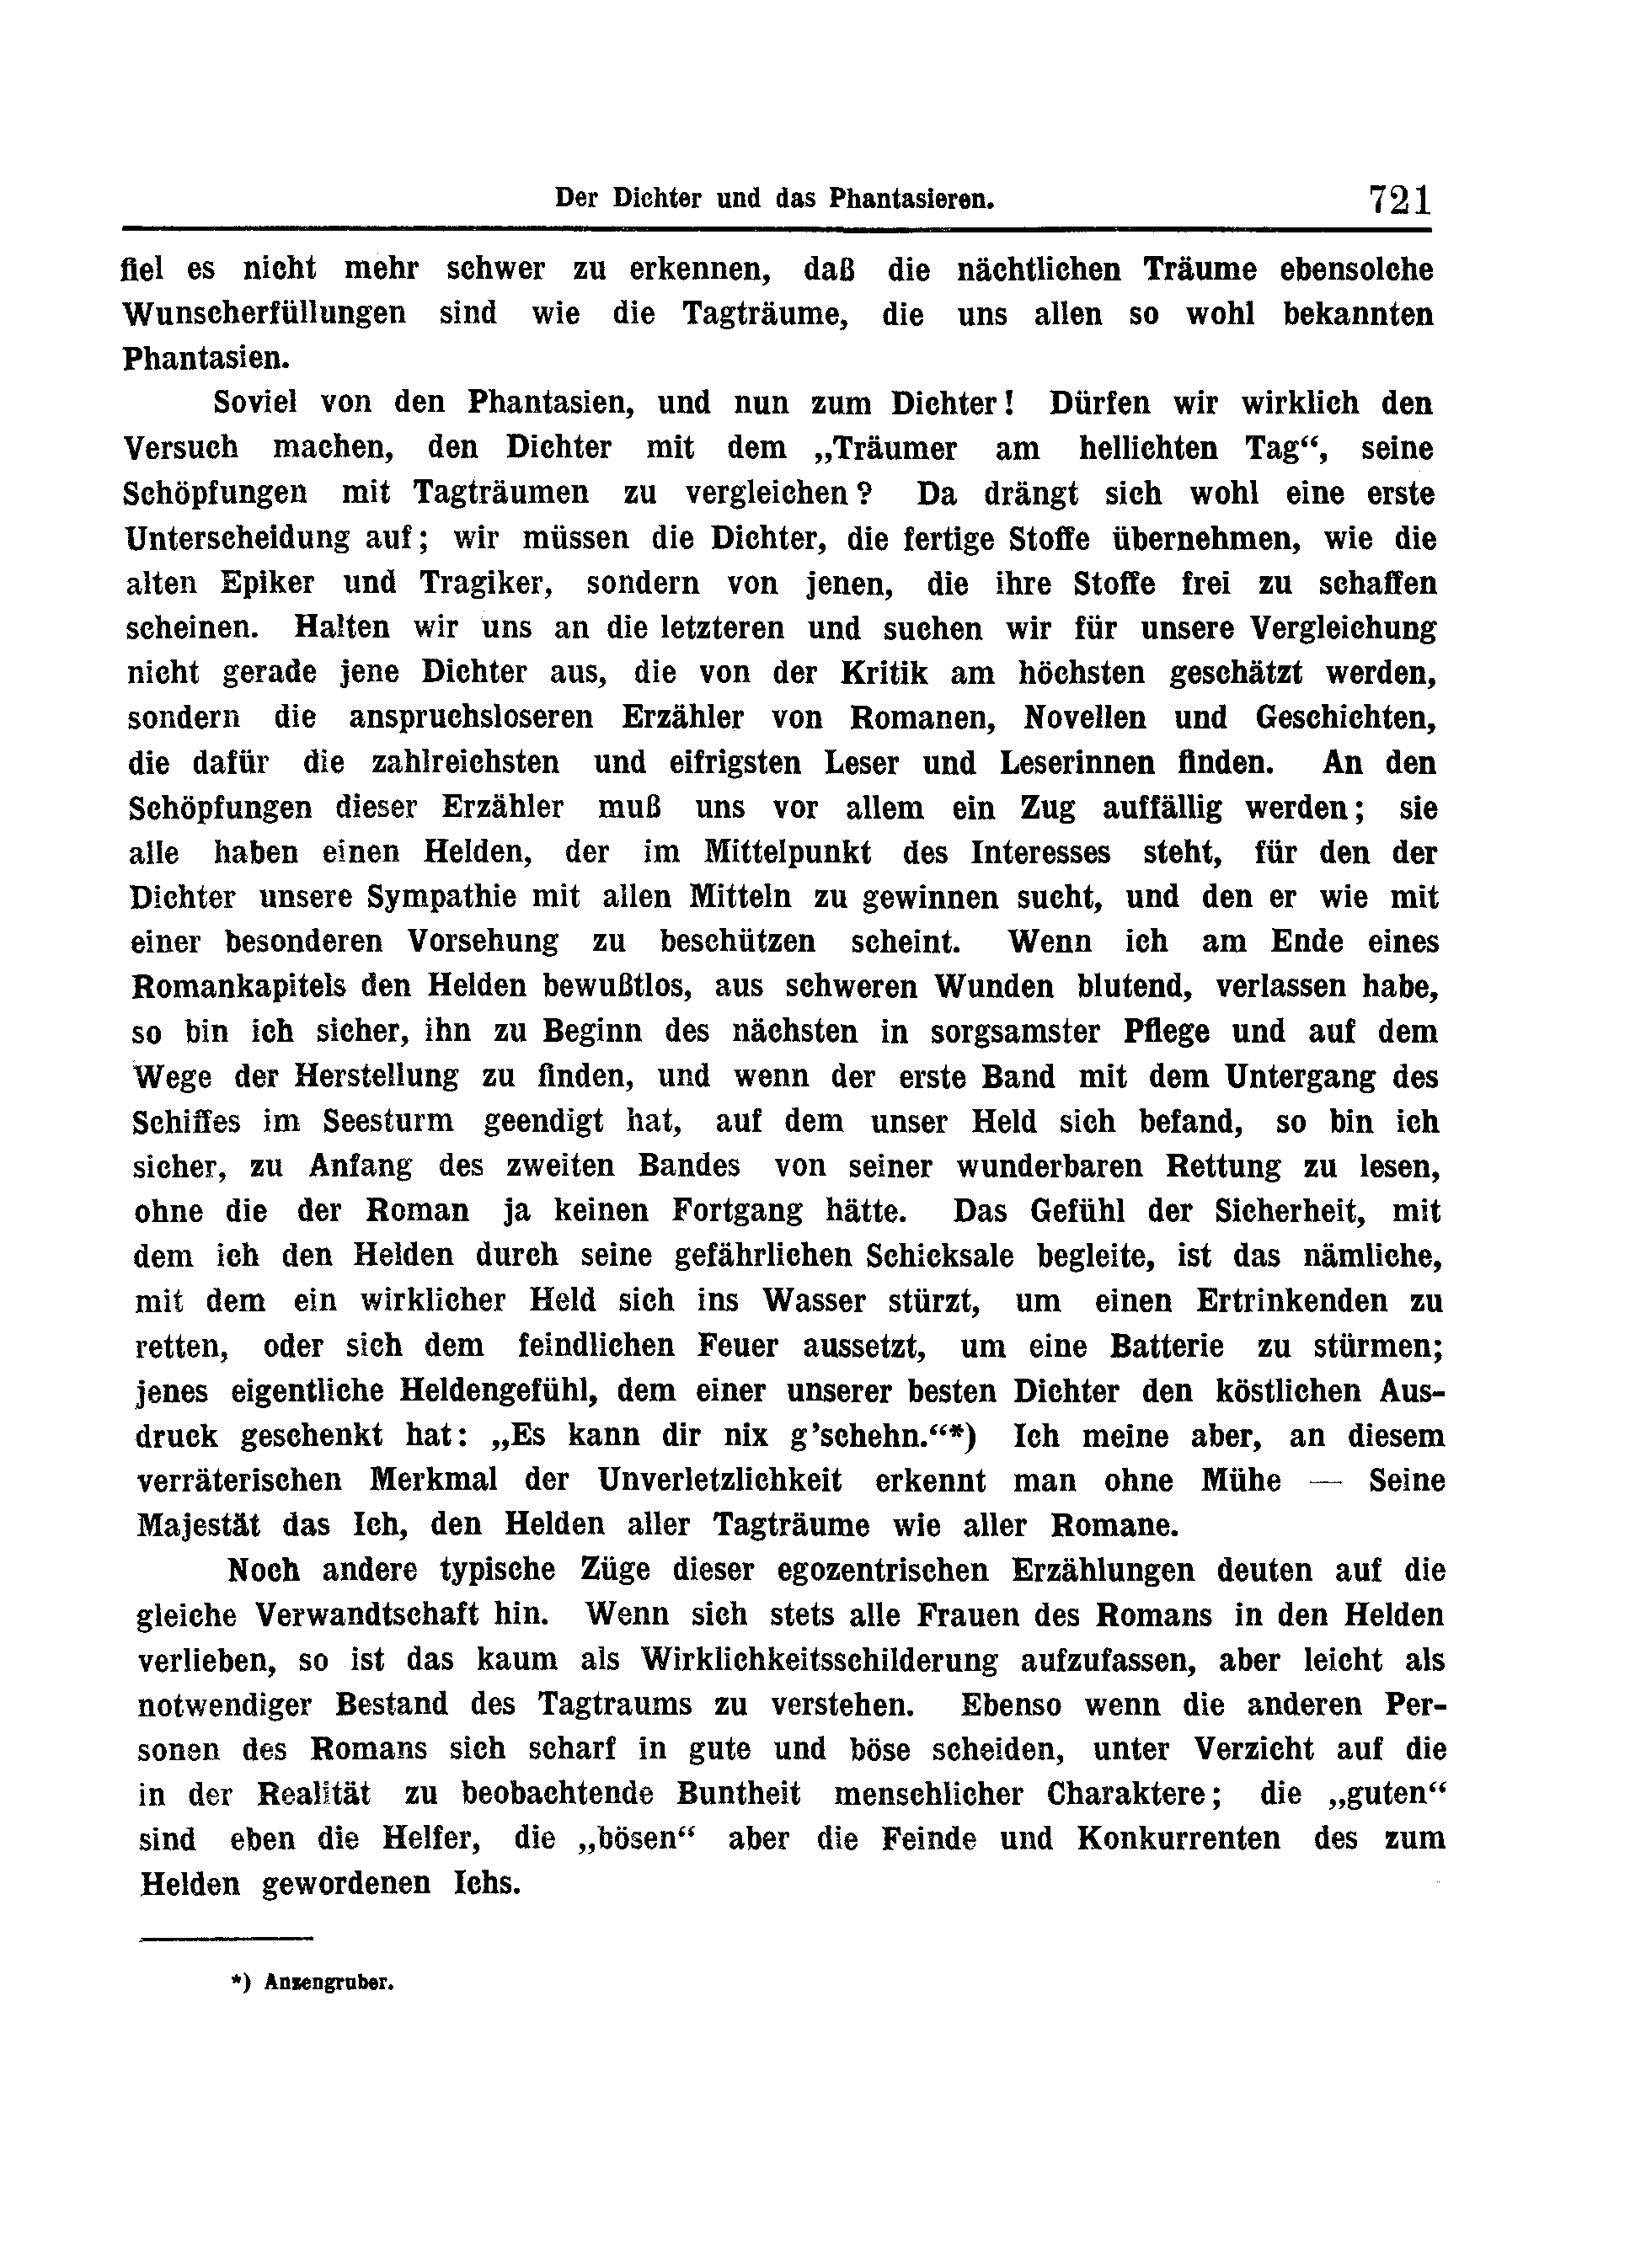 Der Dichter und das Phantasieren. 721
fiel es nicht mehr schwer zu erkennen, daß die nächtlichen Träume ebensolche
Wunscherfüllungen sind wie die Tagträume, die uns allen so wohl bekannten
Phantasien.
Soviel von den Phantasien, und nun zum Dichter! Dürfen wir wirklich den
Versuch machen, den Dichter mit dem „Träumer am hellichten Tag“, seine
Schöpfungen mit Tagträumen zu vergleichen? Da drängt sich wohl eine erste
Unterscheidung auf; wir müssen die Dichter, die fertige Stoffe übernehmen, wie die
alten Epiker und Tragiker, sondern von jenen, die ihre Stoffe frei zu schaffen
scheinen. Halten wir uns an die letzteren und suchen wir für unsere Vergleichung
nicht gerade jene Dichter aus, die von der Kritik am höchsten geschätzt werden,
sondern die anspruchsloseren Erzähler von Romanen, Novellen und Geschichten,
die dafür die zahlreichsten und eifrigsten Leser und Leserinnen finden. An den
Schöpfungen dieser Erzähler muß uns vor allem ein Zug auffällig werden; sie
alle haben einen Helden, der im Mittelpunkt des Interesses steht, für den der
Dichter unsere Sympathie mit allen Mitteln zu gewinnen sucht, und den er wie mit
einer besonderen Vorsehung zu beschützen scheint. Wenn ich am Ende eines
Romankapitels den Helden bewußtlos, aus schweren Wunden blutend, verlassen habe,
so bin ich sicher, ihn zu Beginn des nächsten in sorgsamster Pflege und auf dem
Wege der Herstellung zu finden, und wenn der erste Band mit dem Untergang des
Schiffes im Seesturm geendigt hat, auf dem unser Held sich befand, so bin ich
sicher, zu Anfang des zweiten Bandes von seiner wunderbaren Rettung zu lesen,
ohne die der Roman ja keinen Fortgang hätte. Das Gefühl der Sicherheit, mit
dem ich den Helden durch seine gefährlichen Schicksale begleite, ist das nämliche,
mit dem ein wirklicher Held sich ins Wasser stürzt, um einen Ertrinkenden zu
retten, oder sich dem feindlichen Feuer aussetzt, um eine Batterie zu stürmen;
jenes eigentliche Heldengefühl, dem einer unserer besten Dichter den köstlichen Aus-
druck geschenkt hat: „Es kann dir nix g’schehn.“*) Ich meine aber, an diesem
verräterischen Merkmal der Unverletzlichkeit erkennt man ohne Mühe — Seine
Majestät das Ich, den Helden aller Tagträume wie aller Romane.
Noch andere typische Züge dieser egozentrischen Erzählungen deuten auf die
gleiche Verwandtschaft hin. Wenn sich stets alle Frauen des Romans in den Helden
verlieben, so ist das kaum als Wirklichkeitsschilderung aufzufassen, aber leicht als
notwendiger Bestand des Tagtraums zu verstehen. Ebenso wenn die anderen Per-
sonen des Romans sich scharf in gute und böse scheiden, unter Verzicht auf die
in der Realität zu beobachtende Buntheit menschlicher Charaktere; die „guten“
sind eben die Helfer, die „bösen“ aber die Feinde und Konkurrenten des zum
Helden gewordenen Ichs.
*) Anzengruber.